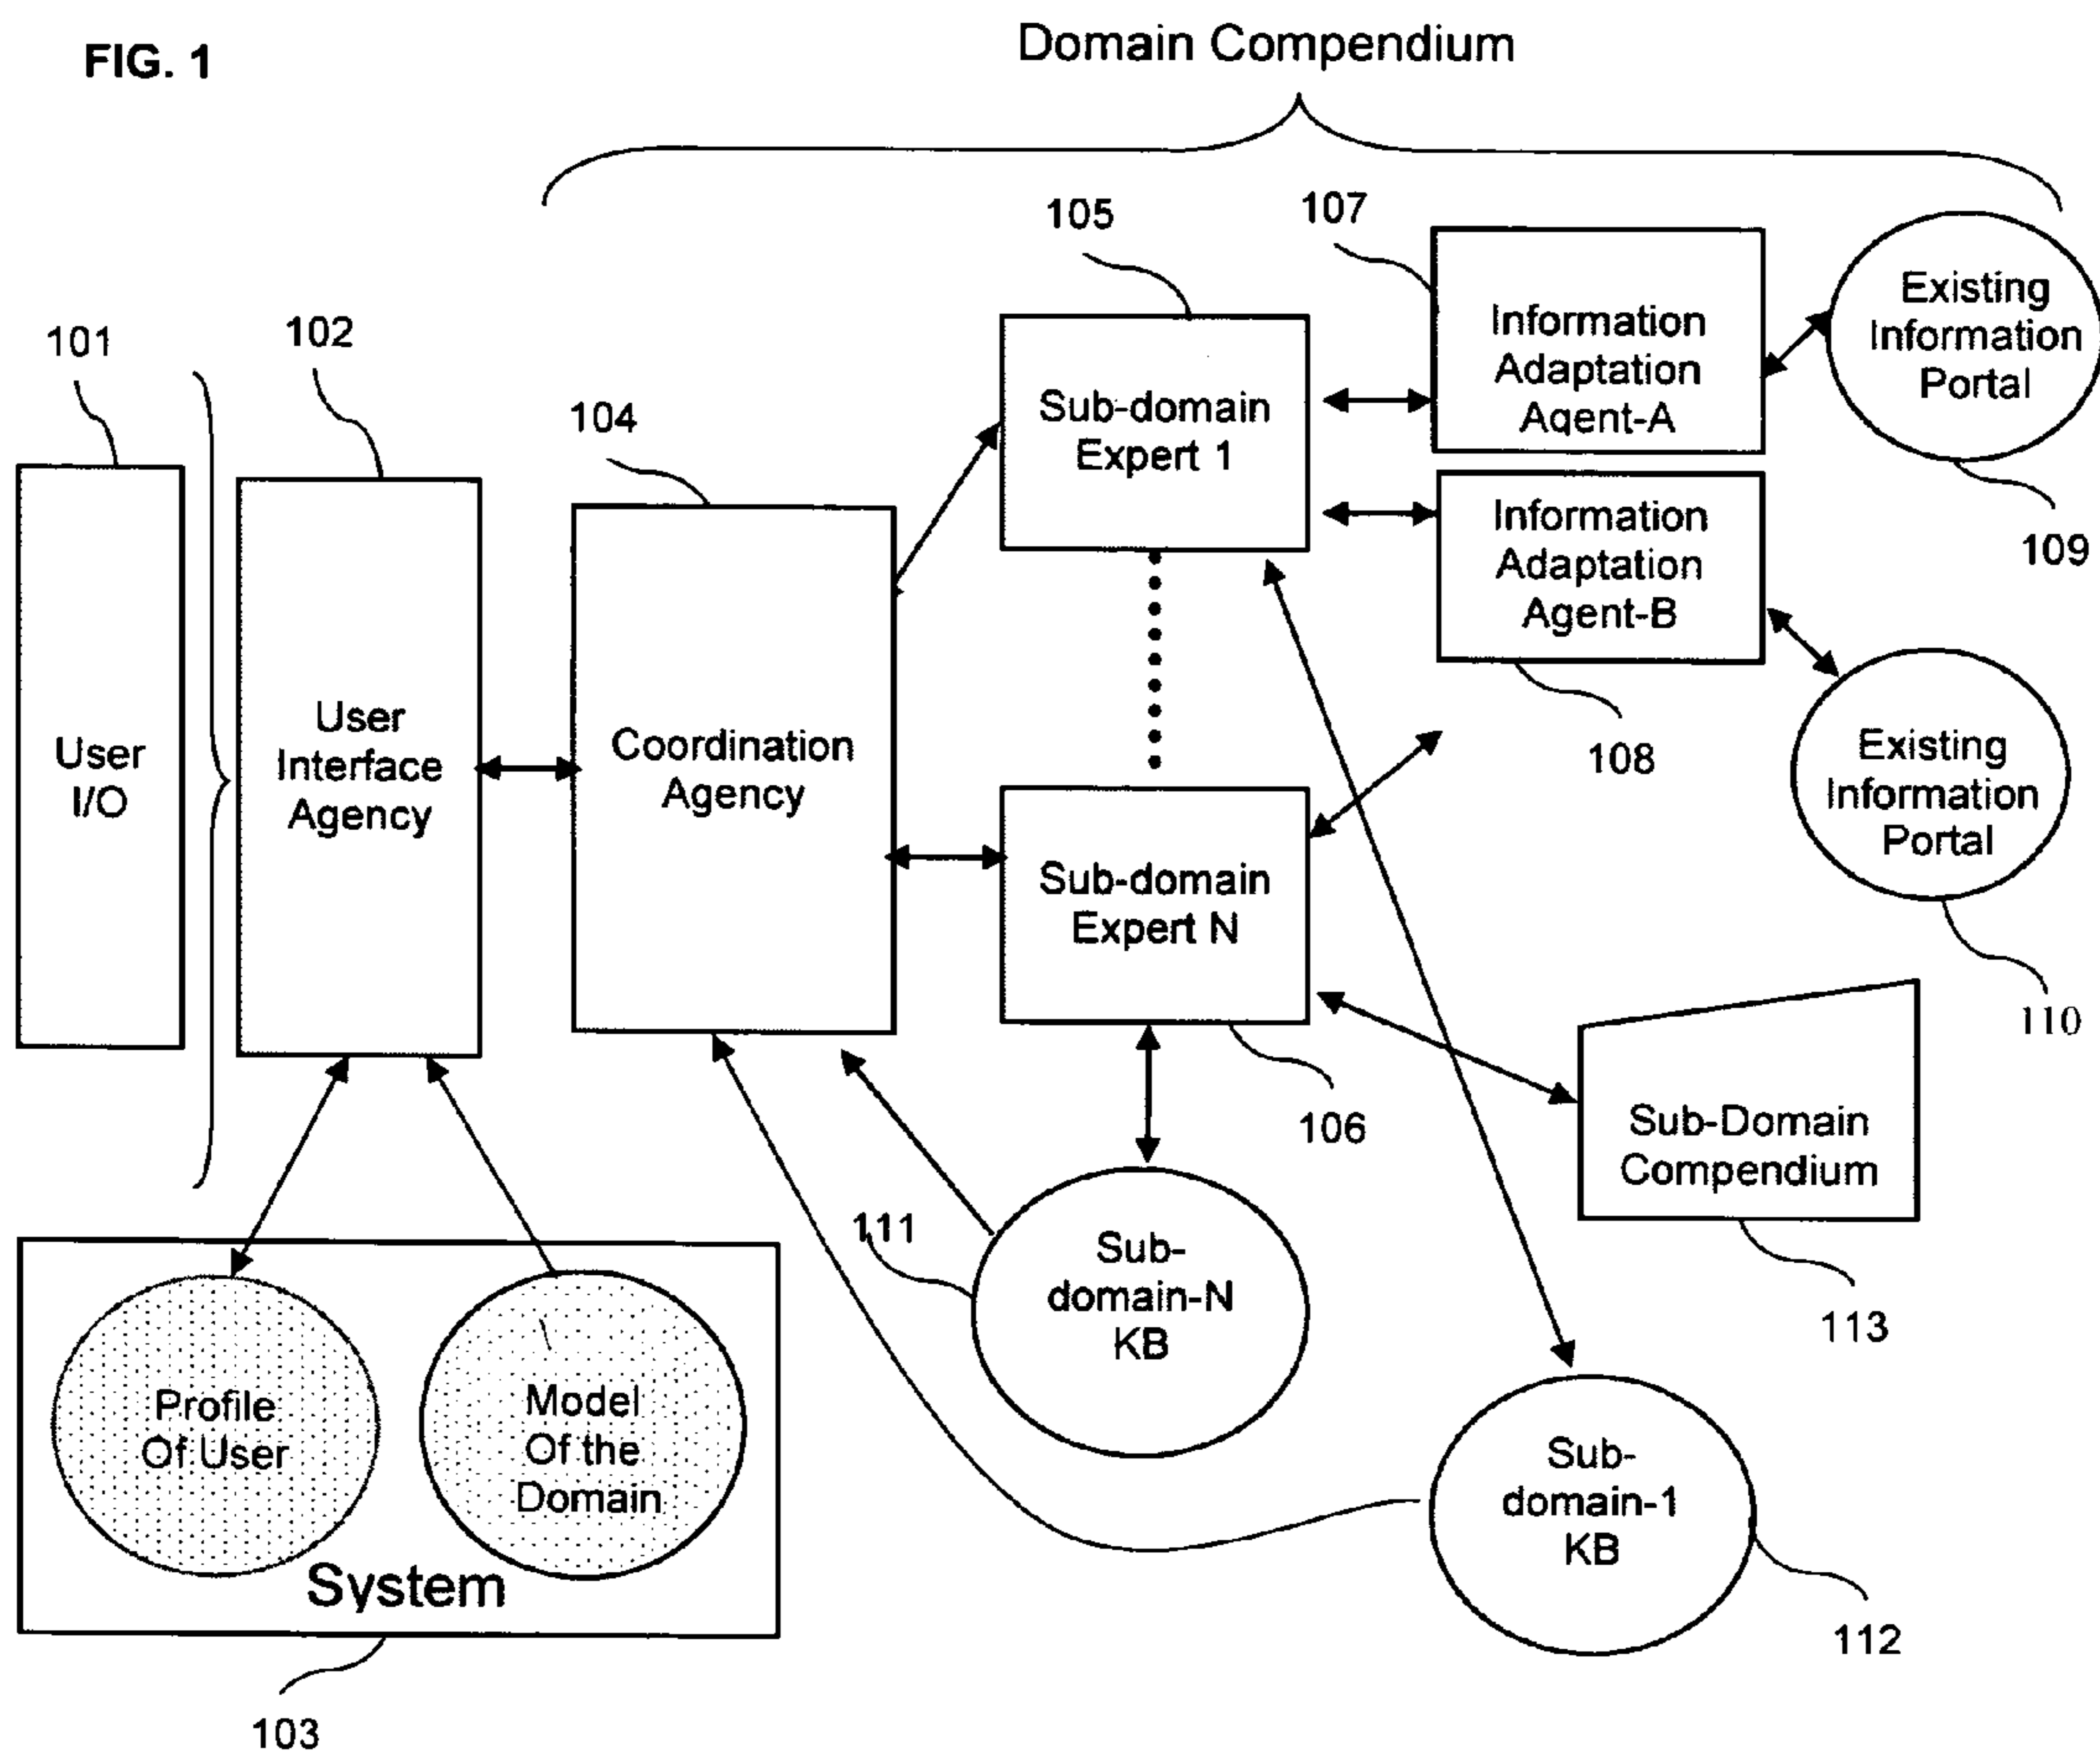 FIG. 1
Domain Compendium
101
102
104
105
107
User
I/O
User
Interface
Agency
Coordination
Agency
Sub-domain
Expert 1
Information
Adaptation
Agent-A
Existing
Information
Portal
109
Information
Adaptation
Agent-B
108
Existing
Information
Portal
110
Sub-domain
Expert N
106
Sub-Domain
Compendium
113
111
Sub-
domain-N
KB
Sub-
domain-1
KB
112
Profile
Of User
Model
Of the
Domain
System
103